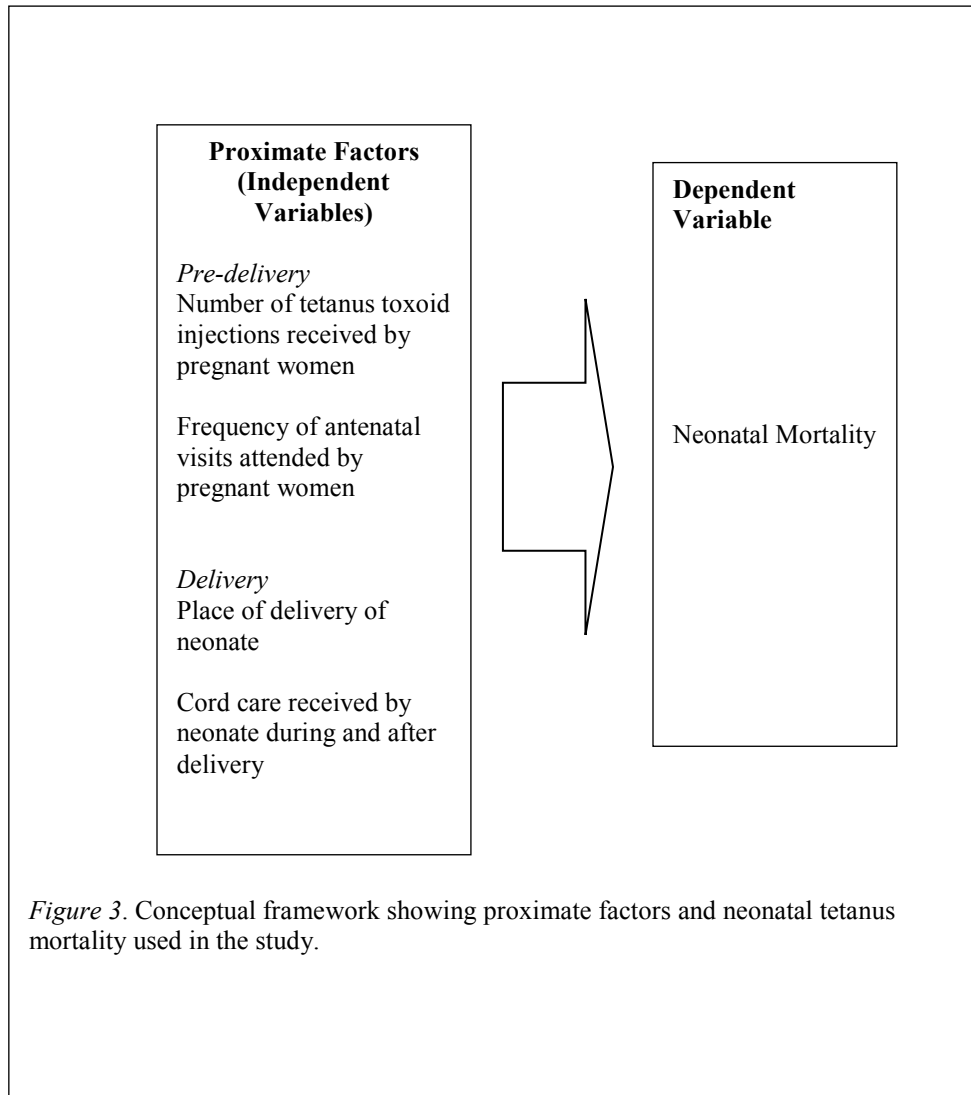 Proximate Factors
(Independent
Variables)
Pre-delivery
Number of tetanus toxoid
injections received by
pregnant women
Frequency of antenatal
visits attended by
pregnant women
Delivery
Place of delivery of
neonate
Cord care received by
neonate during and after
delivery
Dependent
Variable
Neonatal Mortality
Figure 3. Conceptual framework showing proximate factors and neonatal tetanus
mortality used in the study.